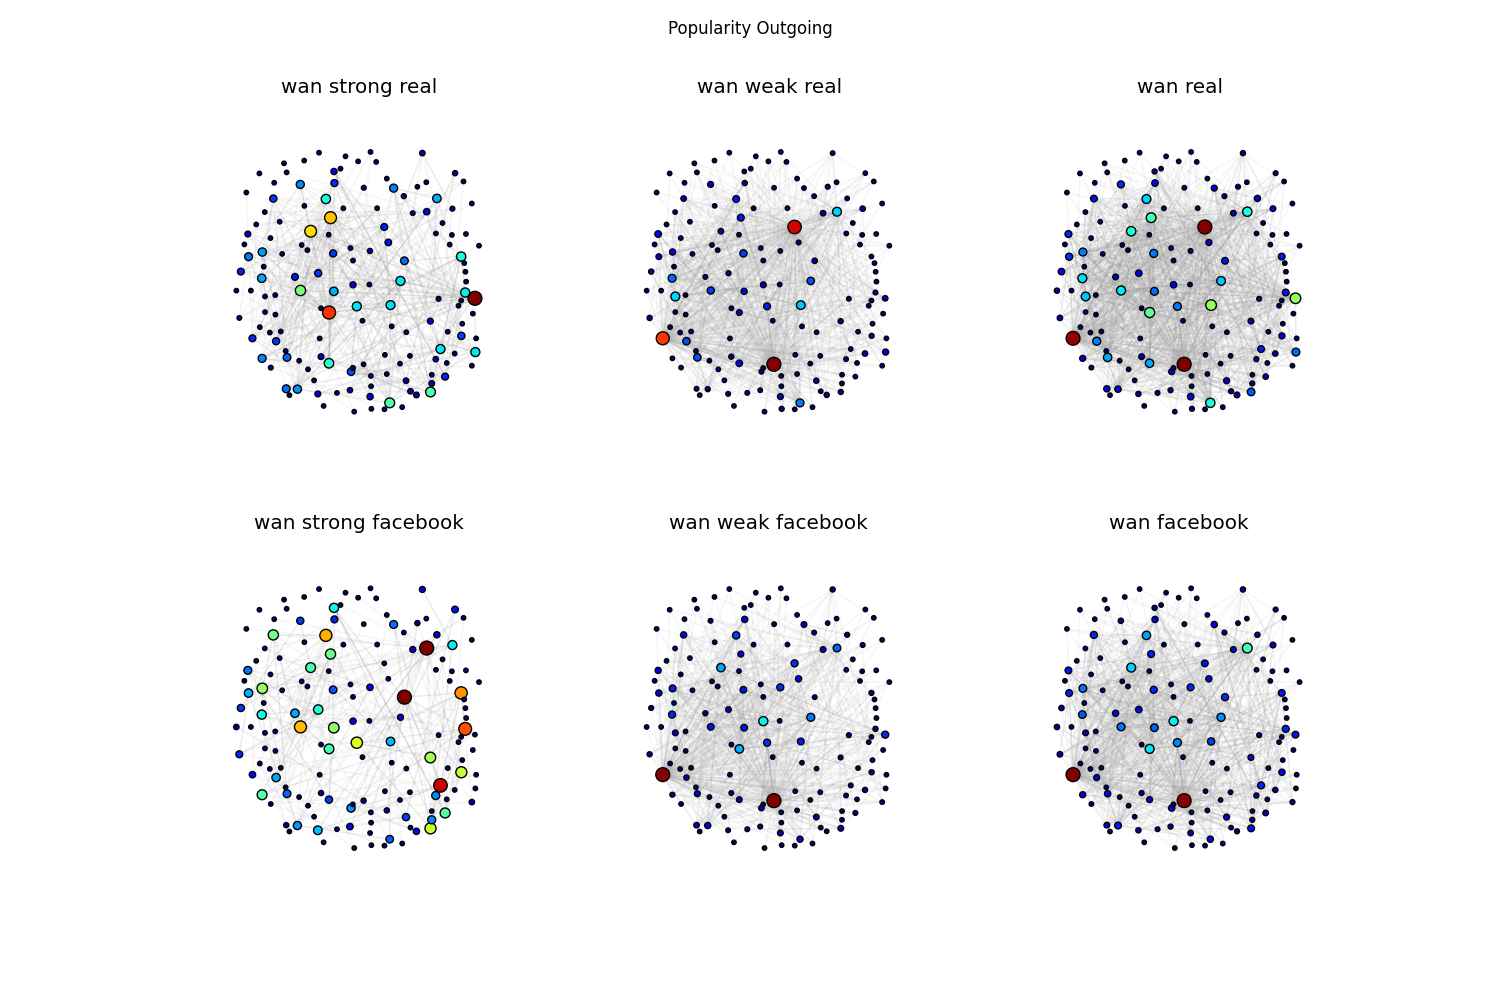 Popularity Outgoing
wan strong real
wan weak real
wan real
wan strong facebook
wan weak facebook
wan facebook